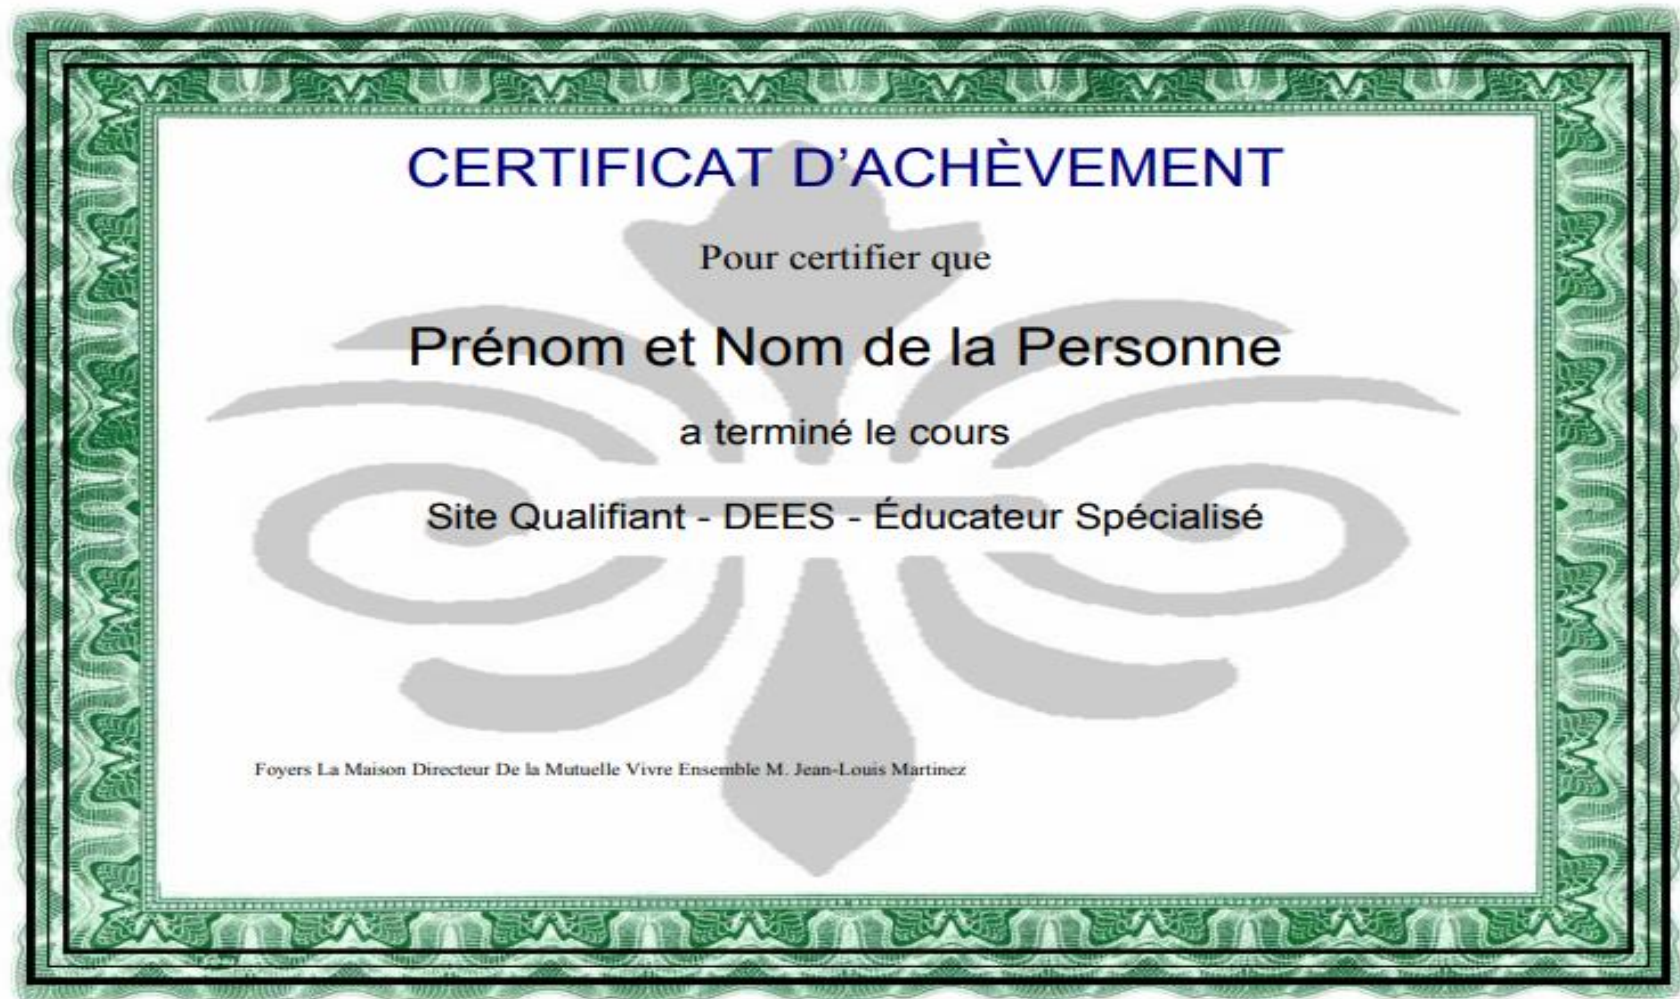 CERTIFICAT D’ACHÈVEMENT
Pour certifier que
Prénom et Nom de la Personne
a terminé le cours
Site Qualifiant - DEES - Éducateur Spécialisé
Foyers La Maison Directeur De la Mutuelle Vivre Ensemble M. Jean-Louis Martinez